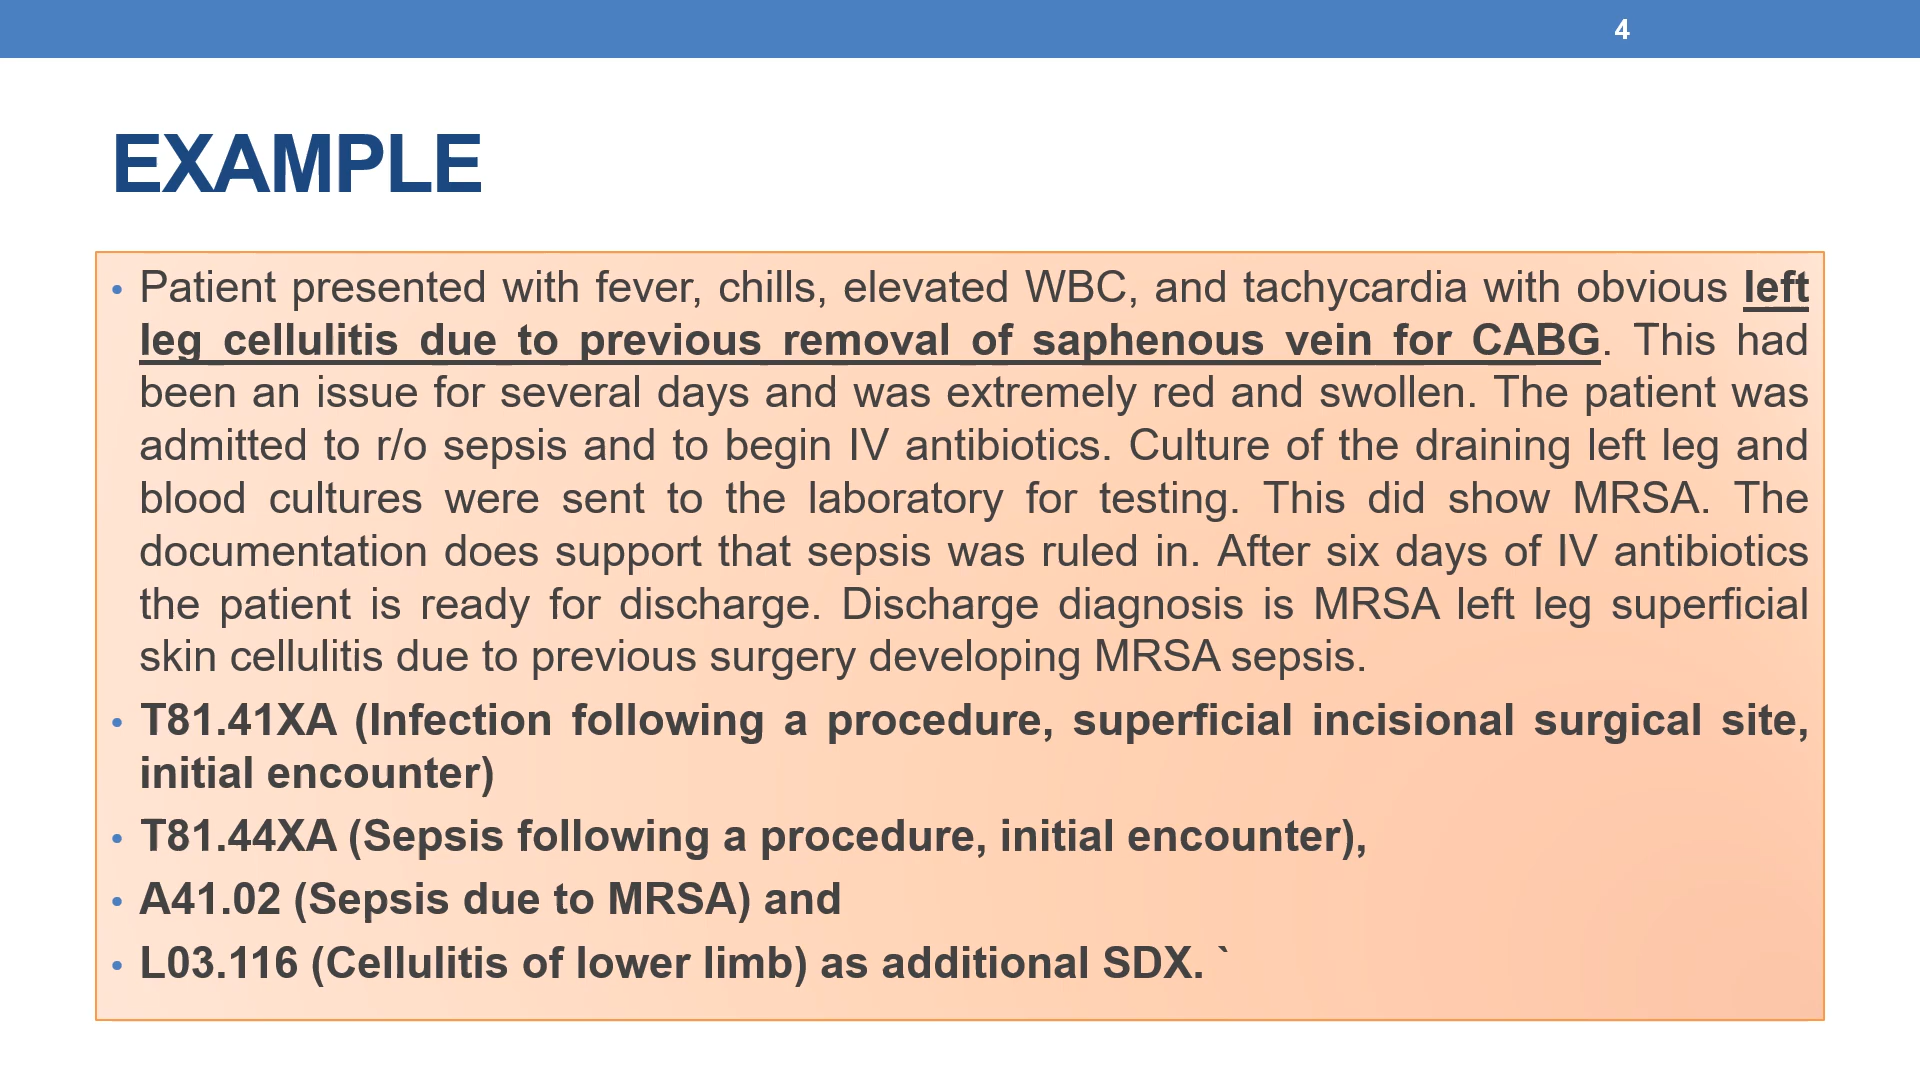 4
EXAMPLE
• Patient presented with fever, chills, elevated WBC, and tachycardia with obvious left
leg cellulitis due to previous removal of saphenous vein for CABG. This had
been an issue for several days and was extremely red and swollen. The patient was
admitted to r/o sepsis and to begin IV antibiotics. Culture of the draining left leg and
blood cultures were sent to the laboratory for testing. This did show MRSA. The
documentation does support that sepsis was ruled in. After six days of IV antibiotics
the patient is ready for discharge. Discharge diagnosis is MRSA left leg superficial
skin cellulitis due to previous surgery developing MRSA sepsis.
• T81.41XA (Infection following a procedure, superficial incisional surgical site,
initial encounter)
• T81.44XA (Sepsis following a procedure, initial encounter),
• A41.02 (Sepsis due to MRSA) and
• L03.116 (Cellulitis of lower limb) as additional SDX. `